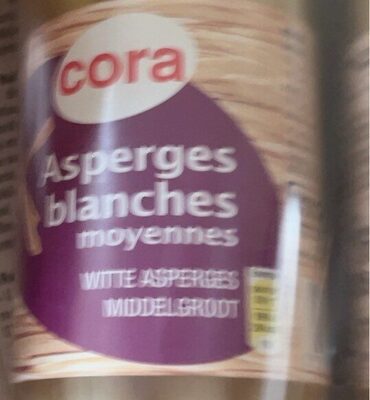 cora
Asperges
blanches
moyennes
WITTE ASPERGES
MIDDELGROOT